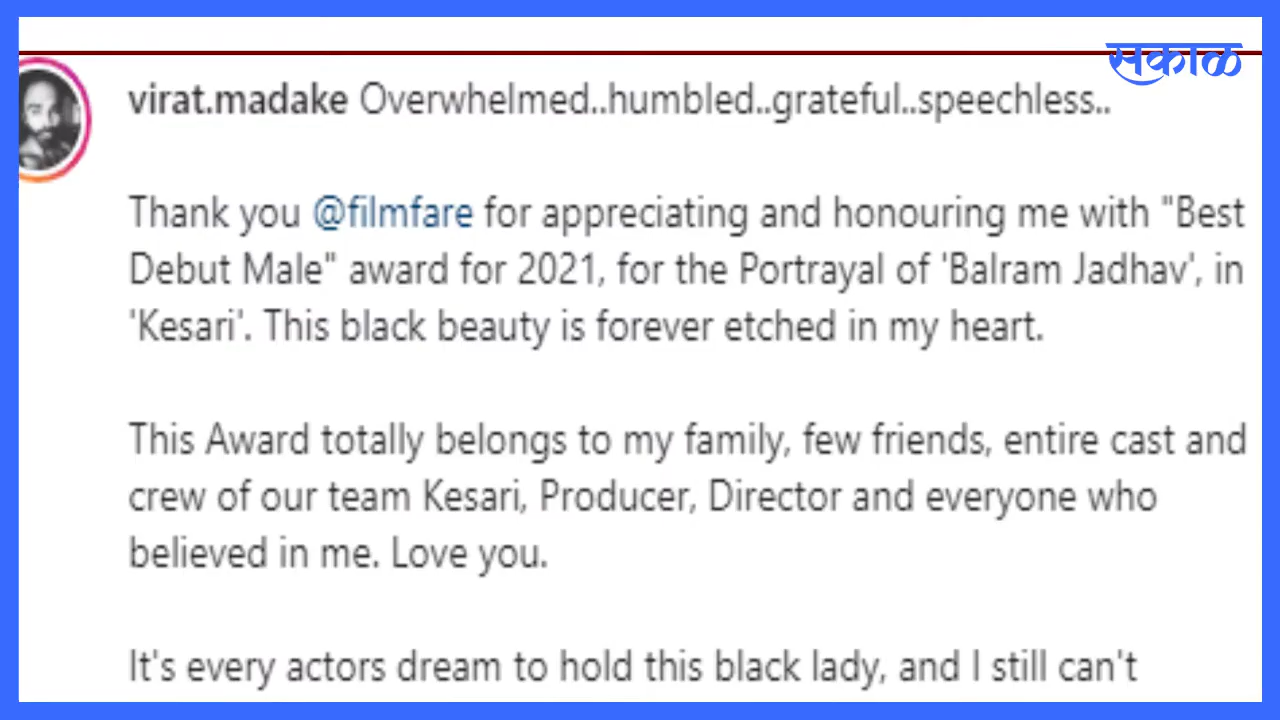 सकाळ
virat.madake Overwhelmed..humbled..grateful..speechless..
Thank you @filmfare for appreciating and honouring me with "Best
Debut Male" award for 2021, for the Portrayal of 'Balram Jadhav', in
'Kesari'. This black beauty is forever etched in my heart.
This Award totally belongs to my family, few friends, entire cast and
crew of our team Kesari, Producer, Director and everyone who
believed in me. Love you.
It's every actors dream to hold this black lady, and I still can't